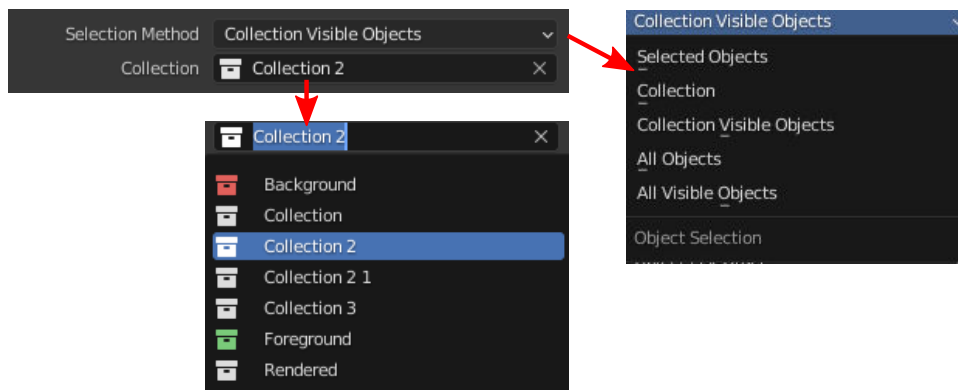 Selection Method Collection Visible Objects
Collection Collection 2
Collection 2
Background
Collection
Collection 2
Collection 2 1
Collection 3
Foreground
Rendered
Collection Visible Objects
Selected Objects
Collection
Collection Visible Objects
All Objects
All Visible Objects
Object Selection